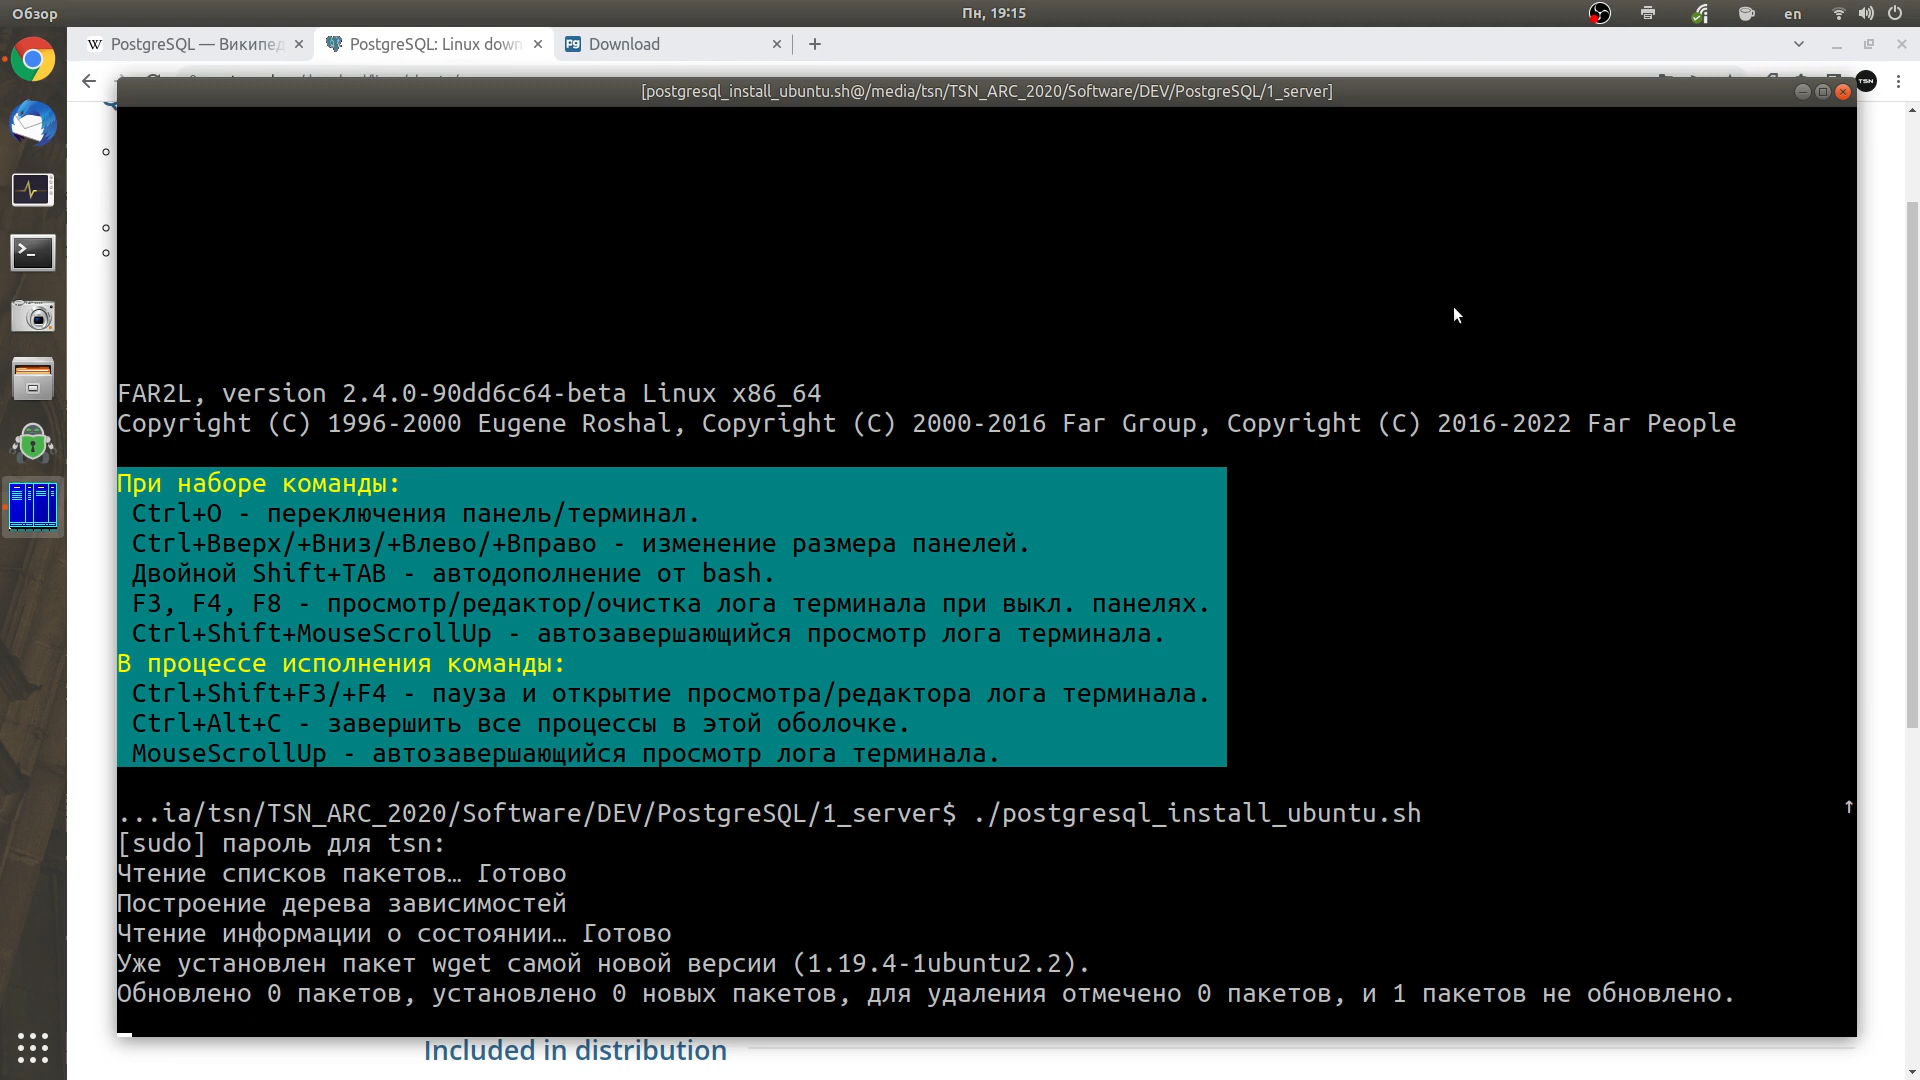 Обзор
Пн, 19:15
en
W PostgreSQL — Википед
PostgreSQL: Linux down
Download
TSN
[postgresql_install_ubuntu.sh@/media/tsn/TSN_ARC_2020/Software/DEV/PostgreSQL/1_server]
FAR2L, version 2.4.0-90dd6c64-beta Linux x86_64
Copyright (C) 1996-2000 Eugene Roshal, Copyright (C) 2000-2016 Far Group, Copyright (C) 2016-2022 Far People
При наборе команды:
Ctrl+O - переключения панель/терминал.
Ctrl+Вверх/+Вниз/+Влево/+Вправо - изменение размера панелей.
Двойной Shift+TAB - автодополнение от bash.
F3, F4, F8 - просмотр/редактор/очистка лога терминала при выкл. панелях.
Ctrl+Shift+MouseScrollUp - автозавершающийся просмотр лога терминала.
В процессе исполнения команды:
Ctrl+Shift+F3/+F4 - пауза и открытие просмотра/редактора лога терминала.
Ctrl+Alt+C - завершить все процессы в этой оболочке.
MouseScrollUp - автозавершающийся просмотр лога терминала.
...ia/tsn/TSN_ARC_2020/Software/DEV/PostgreSQL/1_server$ ./postgresql_install_ubuntu.sh
[sudo] пароль для tsn:
Чтение списков пакетов… Готово
Построение дерева зависимостей
Чтение информации о состоянии… Готово
Уже установлен пакет wget самой новой версии (1.19.4-1ubuntu2.2).
Обновлено 0 пакетов, установлено 0 новых пакетов, для удаления отмечено 0 пакетов, и 1 пакетов не обновлено.
Included in distribution